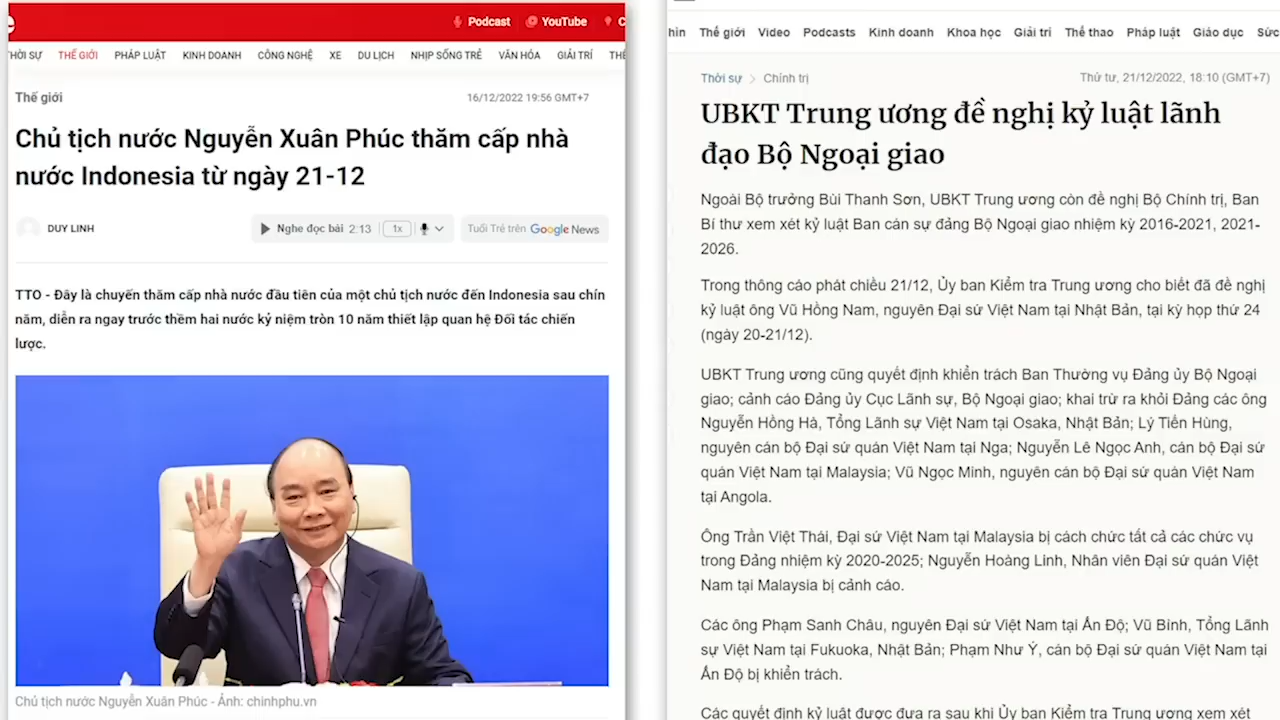 Podcast YouTube
THỜI SỰ THẾ GIỚI PHÁP LUẬT KINH DOANH CÔNG NGHỆ XE DU LỊCH NHỊP SỐNG TRẺ VĂN HÓA GIẢI TRÍ
Thế giới
16/12/2022 19:56 GMT+7
Chủ tịch nước Nguyễn Xuân Phúc thăm cấp nhà
nước Indonesia từ ngày 21-12
DUY LINH
Nghe đọc bài 2:13 1x
Tuổi Trẻ trên Google News
TTO - Đây là chuyến thăm cấp nhà nước đầu tiên của một chủ tịch nước đến Indonesia sau chín
năm, diễn ra ngay trước thềm hai nước kỷ niệm tròn 10 năm thiết lập quan hệ Đối tác chiến
lược.
Chủ tịch nước Nguyễn Xuân Phúc - Ảnh: chinhphu.vn
Thế giới Video Podcasts Kinh doanh Khoa học Giải trí Thể thao Pháp luật Giáo dục Sức
Thời sự > Chính trị
Thứ tư, 21/12/2022, 18:10 (GMT+7)
UBKT Trung ương đề nghị kỷ luật lãnh
đạo Bộ Ngoại giao
Ngoài Bộ trưởng Bùi Thanh Sơn, UBKT Trung ương còn đề nghị Bộ Chính trị, Ban
Bí thư xem xét kỷ luật Ban cán sự đảng Bộ Ngoại giao nhiệm kỳ 2016-2021, 2021-
2026.
Trong thông cáo phát chiều 21/12, Ủy ban Kiểm tra Trung ương cho biết đã đề nghị
kỷ luật ông Vũ Hồng Nam, nguyên Đại sứ Việt Nam tại Nhật Bản, tại kỳ họp thứ 24
(ngày 20-21/12).
UBKT Trung ương cũng quyết định khiển trách Ban Thường vụ Đảng ủy Bộ Ngoại
giao; cảnh cáo Đảng ủy Cục Lãnh sự, Bộ Ngoại giao; khai trừ ra khỏi Đảng các ông
Nguyễn Hồng Hà, Tổng Lãnh sự Việt Nam tại Osaka, Nhật Bản; Lý Tiến Hùng,
nguyên cán bộ Đại sứ quán Việt Nam tại Nga; Nguyễn Lê Ngọc Anh, cán bộ Đại sứ
quán Việt Nam tại Malaysia; Vũ Ngọc Minh, nguyên cán bộ Đại sứ quán Việt Nam
tại Angola.
Ông Trần Việt Thái, Đại sứ Việt Nam tại Malaysia bị cách chức tất cả các chức vụ
trong Đảng nhiệm kỳ 2020-2025; Nguyễn Hoàng Linh, Nhân viên Đại sứ quán Việt
Nam tại Malaysia bị cảnh cáo.
Các ông Phạm Sanh Châu, nguyên Đại sứ Việt Nam tại Ấn Độ; Vũ Bình, Tổng Lãnh
sự Việt Nam tại Fukuoka, Nhật Bản; Phạm Như Ý, cán bộ Đại sứ quán Việt Nam tại
Ấn Độ bị khiển trách.
Các quyết định kỷ luật được đưa ra sau khi Ủy ban Kiểm tra Trung ương xem xét